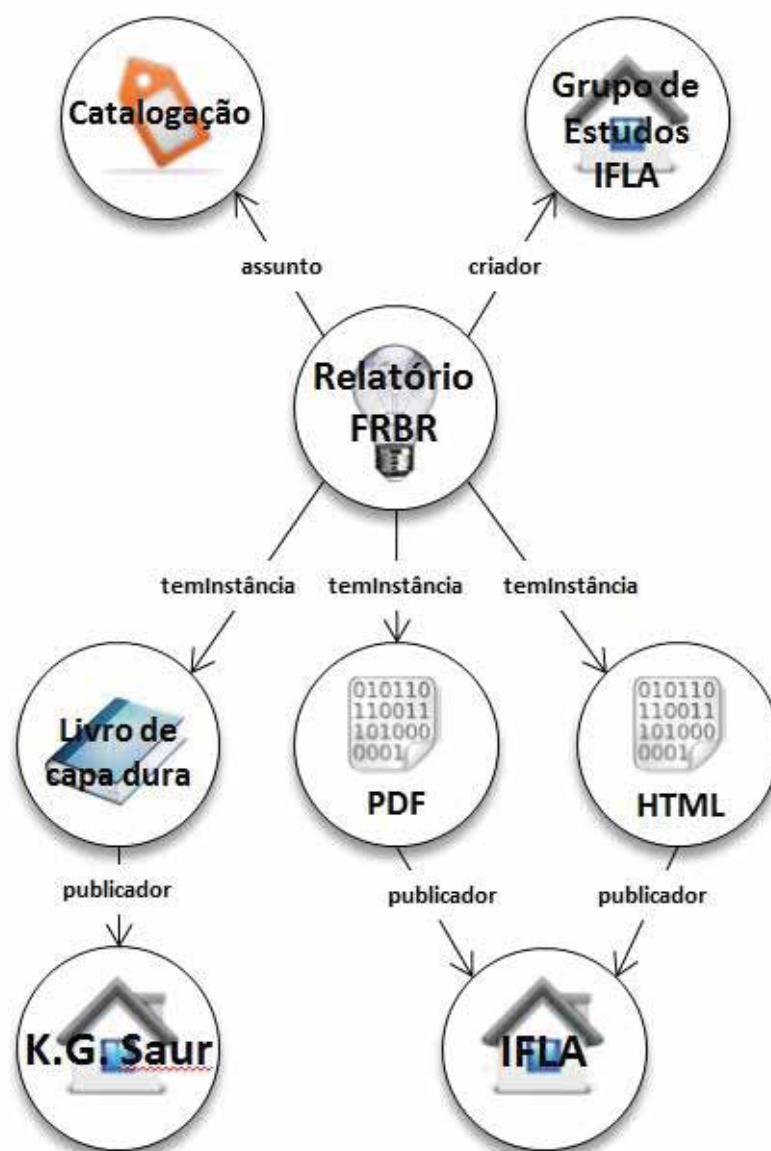 Catalogação
Grupo de
Estudos
IFLA
assunto
criador
Relatório
FRBR
temInstância
temInstância
temInstância
Livro de
capa dura
010110
110011
101000
0001
PDF
010110
110011
101000
0001
HTML
publicador
publicador
publicador
K.G. Saur
IFLA